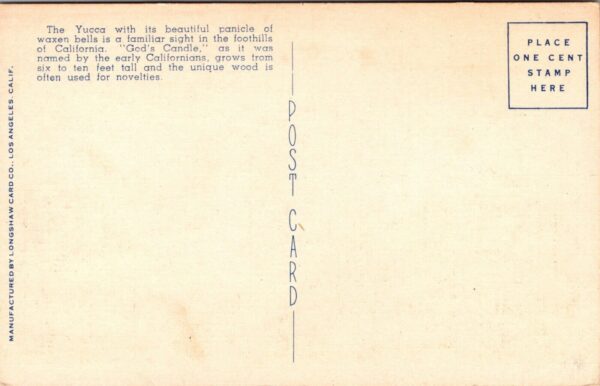 The Yucca with its beautiful panicle of
waxen bells is a familiar sight in the foothills
of California. "God's Candle," as it was
named by the early Californians, grows from
six to ten feet tall and the unique wood is
often used for novelties.
PLACE
ONE CENT
STAMP
HERE
POST CARD
MANUFACTURED BY LONGSHAW CARD CO., LOS ANGELES, CALIF.